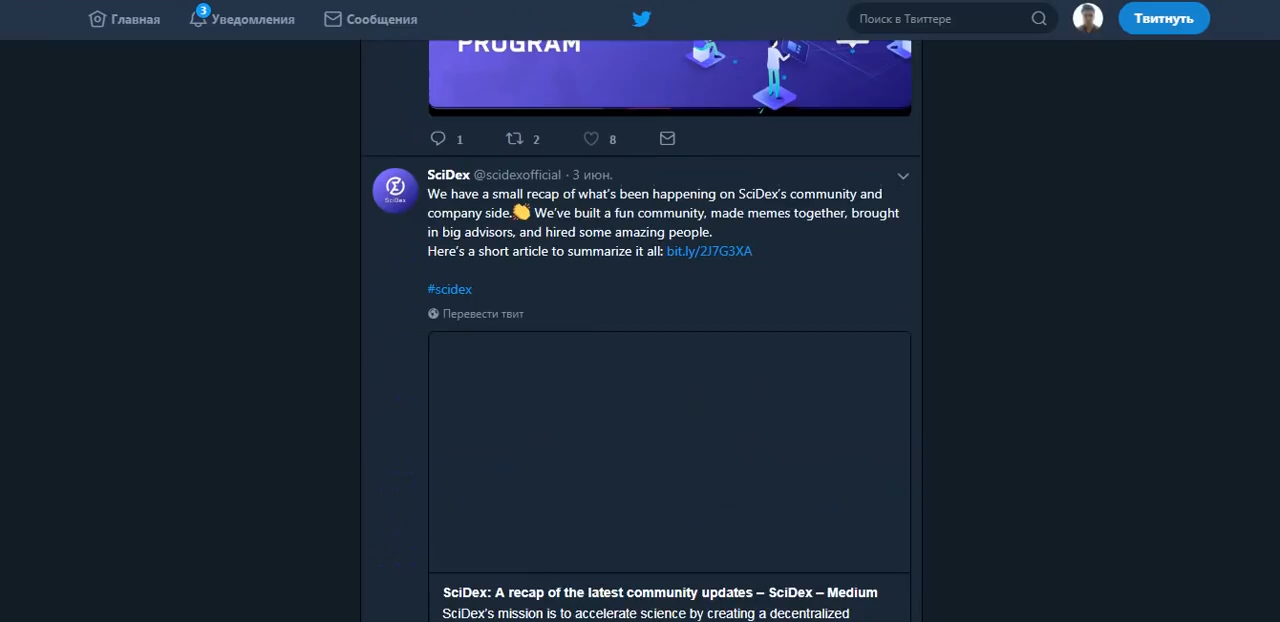 Главная
3
Уведомления
Сообщения
Поиск в Твиттере
Твитнуть
PROGRAM
1 2 8
SciDex
SciDex @scidexofficial · 3 июн.
We have a small recap of what's been happening on SciDex's community and
company side.👏 We've built a fun community, made memes together, brought
in big advisors, and hired some amazing people.
Here's a short article to summarize it all: bit.ly/2J7G3XA
#scidex
Перевести твит
SciDex: A recap of the latest community updates – SciDex – Medium
SciDex's mission is to accelerate science by creating a decentralized